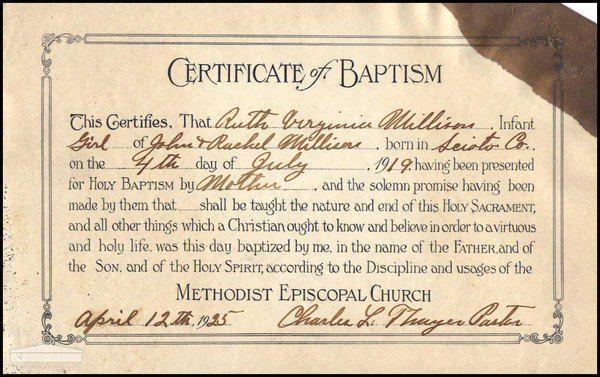 CERTIFICATE of BAPTISM
This Certifies, That Ruth Virginia Millison, Infant
Girl of John & Rachel Millison, born in Scioto Co.
on the 4th day of July 1919, having been presented
for HOLY BAPTISM by Mother, and the solemn promise having been
made by them that shall be taught the nature and end of this HOLY SACRAMENT,
and all other things which a Christian ought to know and believe in order to a virtuous
and holy life, was this day baptized by me, in the name of the FATHER, and of
the SON, and of the HOLY SPIRIT, according to the Discipline and usages of the
METHODIST EPISCOPAL CHURCH
April 12th, 1925 Charles L. Thayer Pastor